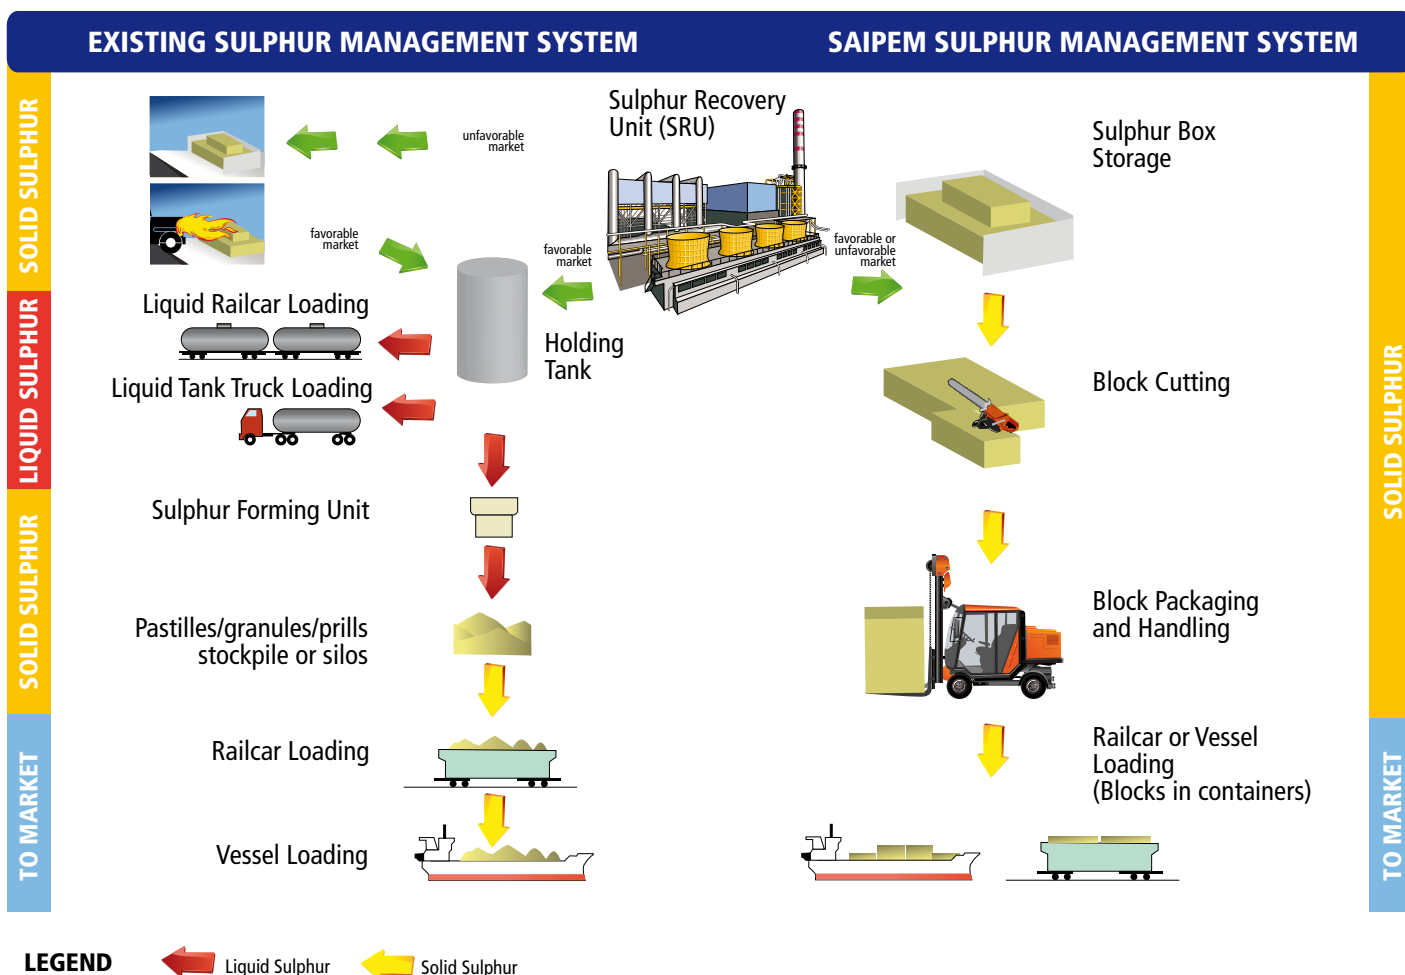 EXISTING SULPHUR MANAGEMENT SYSTEM
SAIPEM SULPHUR MANAGEMENT SYSTEM
SOLID SULPHUR
LIQUID SULPHUR
SOLID SULPHUR
TO MARKET
unfavorable
market
favorable
market
Sulphur Recovery
Unit (SRU)
favorable
market
favorable or
unfavorable
market
Liquid Railcar Loading
Holding
Tank
Liquid Tank Truck Loading
Sulphur Forming Unit
Pastilles/granules/prills
stockpile or silos
Railcar Loading
Vessel Loading
Sulphur Box
Storage
Block Cutting
Block Packaging
and Handling
Railcar or Vessel
Loading
(Blocks in containers)
SOLID SULPHUR
TO MARKET
LEGEND
Liquid Sulphur
Solid Sulphur